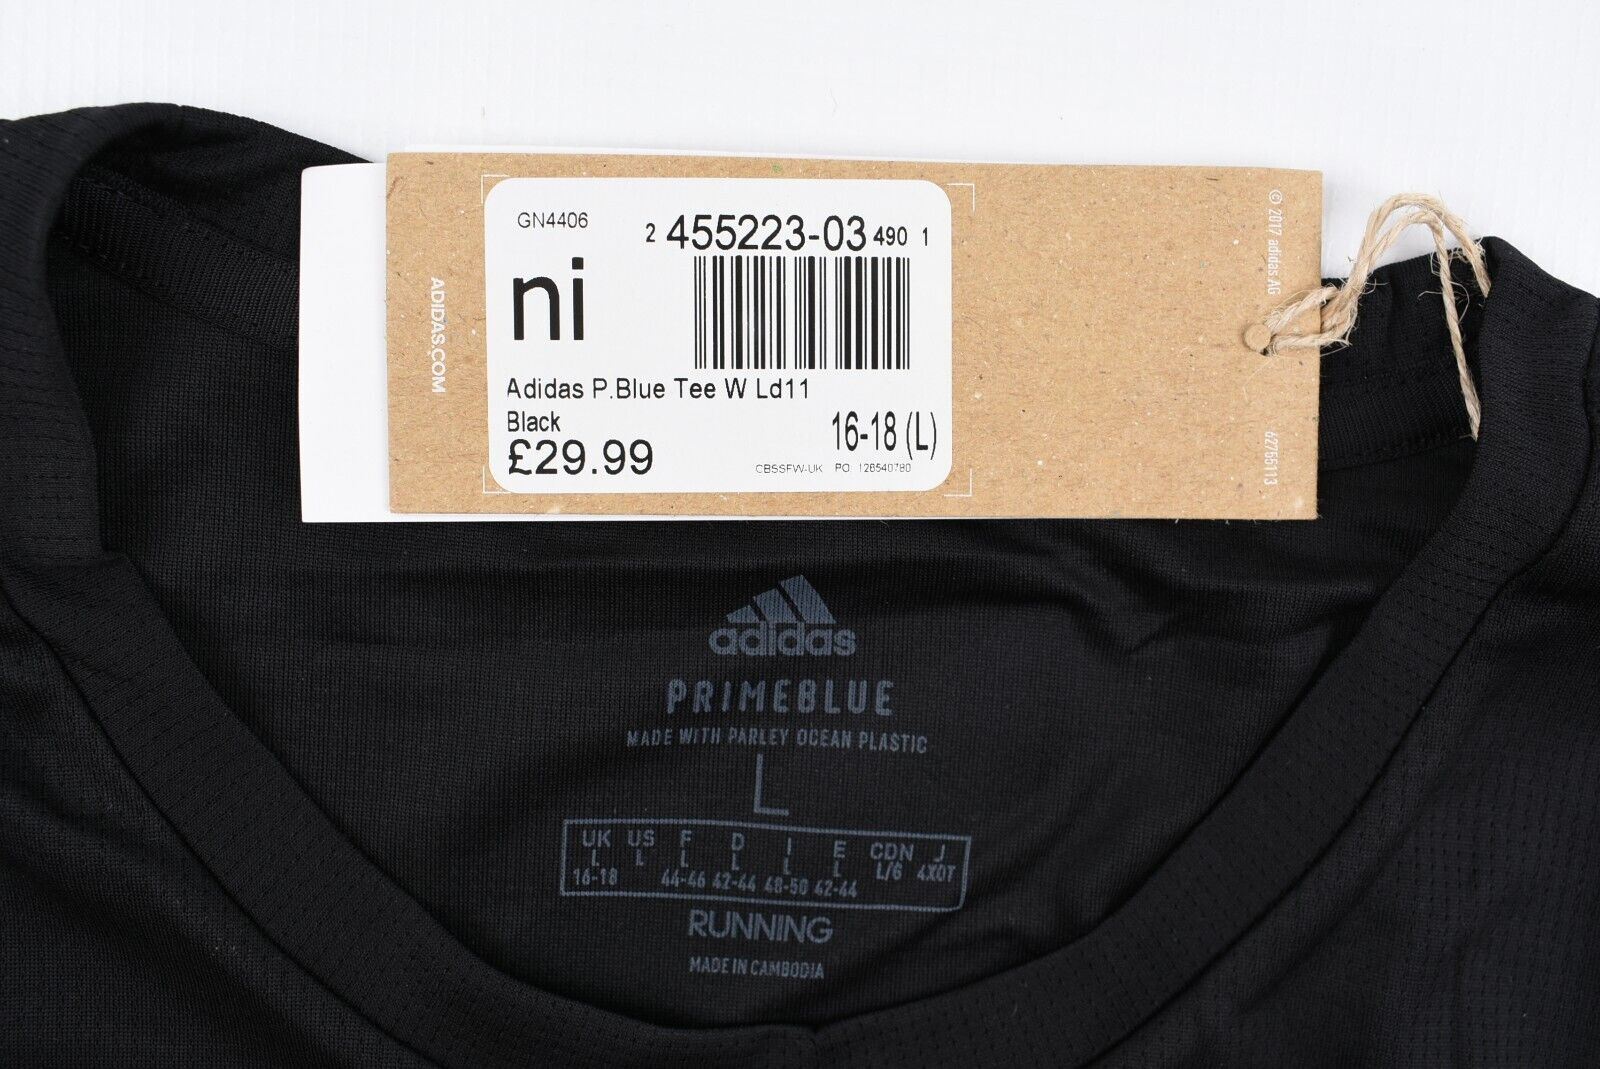 GN4406
2 455223-03 490 1
ni
Adidas P.Blue Tee W Ld11
Black
£29.99
16-18 (L)
CBSSFW-UK PO: 126540780
ADIDAS.COM
© 2017 adidas AG
62755113
adidas
PRIMEBLUE
MADE WITH PARLEY OCEAN PLASTIC
L
UK US F D I E CDN J
L L L L L L L/G 4XOT
16-18 44-46 42-44 48-50 42-44
RUNNING
MADE IN CAMBODIA